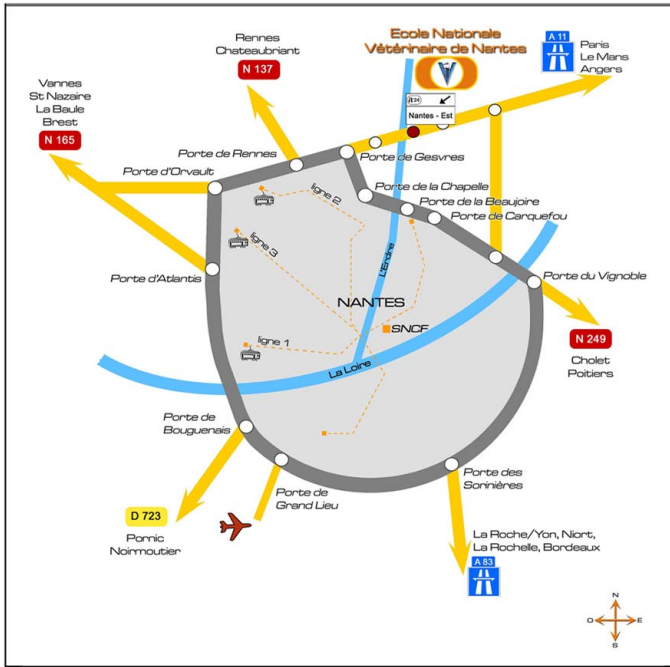 Ecole Nationale
Vétérinaire de Nantes
A 11
Paris
Le Mans
Angers
Rennes
Chateaubriant
N 137
Vannes
St Nazaire
La Baule
Brest
N 165
Nantes - Est
Porte de Rennes
Porte de Gesvres
Porte d'Orvault
Porte de la Chapelle
Porte de la Beaujoire
Porte de Carquefou
ligne 2
ligne 3
L'Erdre
Porte d'Atlantis
Porte du Vignoble
NANTES
SNCF
ligne 1
N 249
Cholet
Poitiers
La Loire
Porte de
Bouguenais
Porte de
Grand Lieu
Porte des
Sorinières
D 723
Pornic
Noirmoutier
La Roche/Yon, Niort,
La Rochelle, Bordeaux
A 83
N
O
E
S